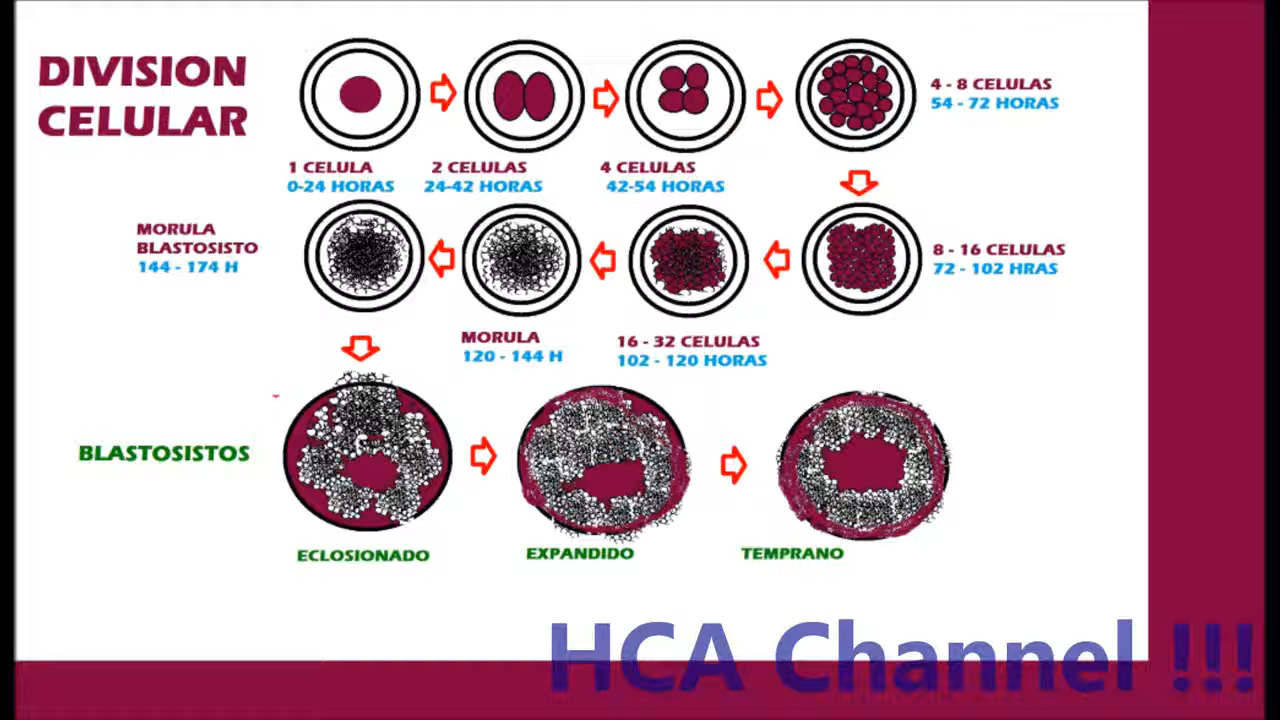 DIVISION
CELULAR
1 CELULA
0-24 HORAS
2 CELULAS
24-42 HORAS
4 CELULAS
42-54 HORAS
4 - 8 CELULAS
54 - 72 HORAS
8 - 16 CELULAS
72 - 102 HRAS
16 - 32 CELULAS
102 - 120 HORAS
MORULA
120 - 144 H
MORULA
BLASTOSISTO
144 - 174 H
BLASTOSISTOS
ECLOSIONADO
EXPANDIDO
TEMPRANO
HCA Channel !!!